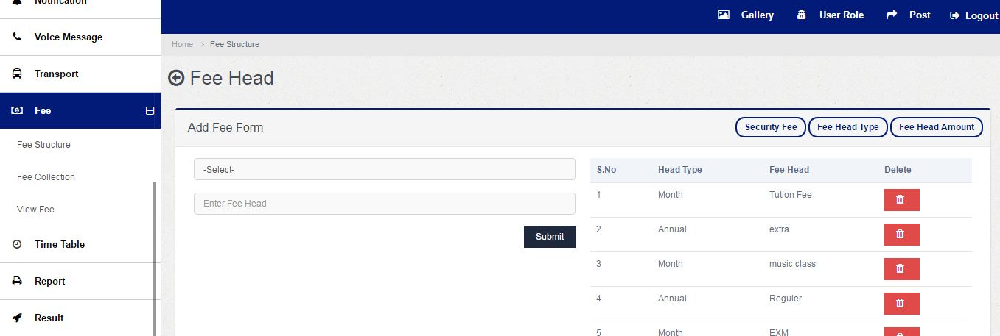 Notification
Voice Message
Transport
Fee
Fee Structure
Fee Collection
View Fee
Time Table
Report
Result
Gallery User Role Post Logout
Home > Fee Structure
Fee Head
Add Fee Form
Security Fee Fee Head Type Fee Head Amount
-Select-
Enter Fee Head
Submit
S.No Head Type Fee Head Delete
1 Month Tution Fee
2 Annual extra
3 Month music class
4 Annual Reguler
5 Month EXM